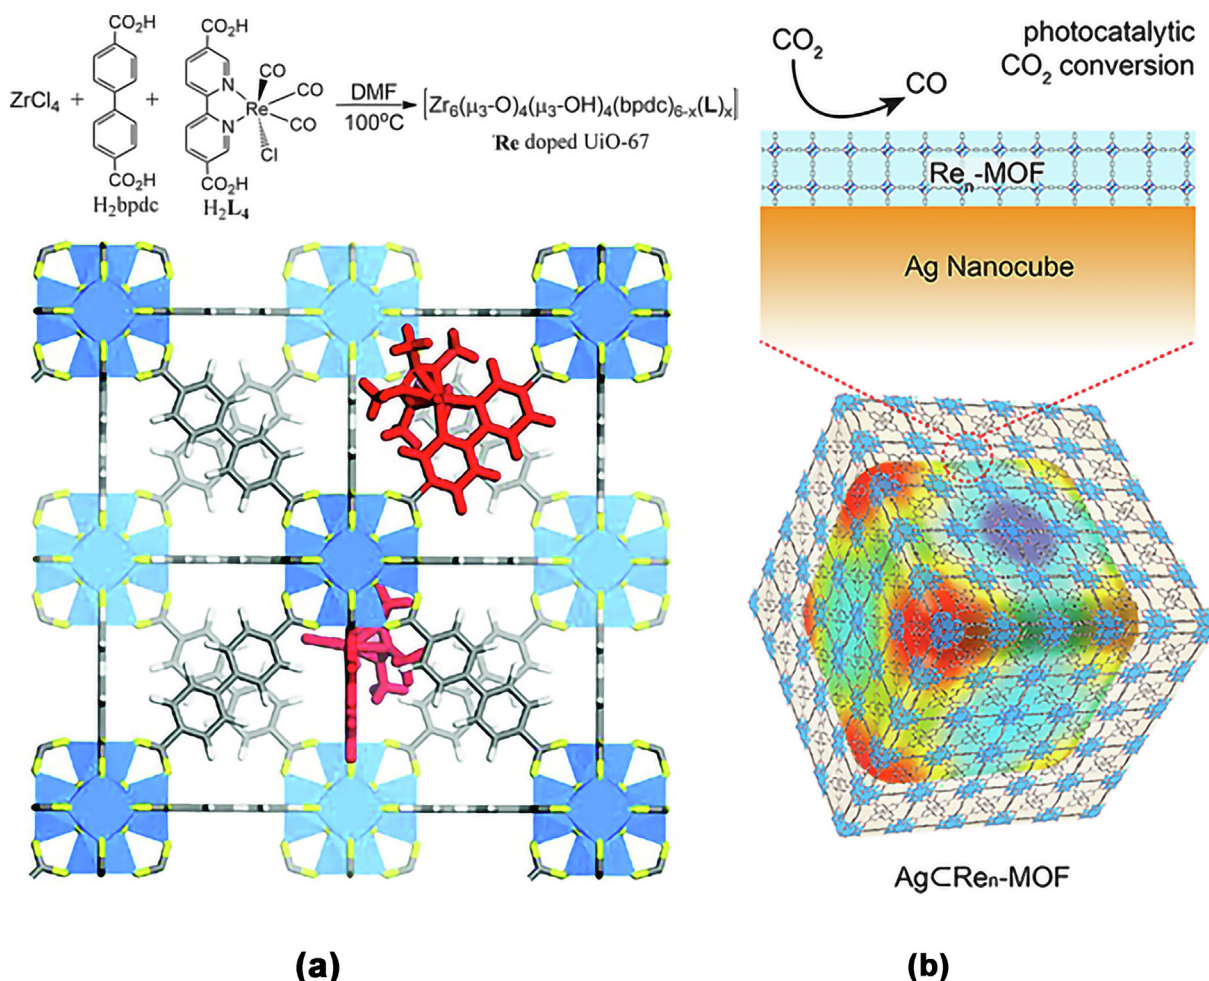 CO₂H
CO₂H
ZrCl₄ + + DMF [Zr₆(μ₃-O)₄(μ₃-OH)₄(bpdc)₆₋ₓ(L)ₓ]
100ºC
N
N
Re
CO
CO
CO
Cl
Re doped UiO-67
CO₂H
CO₂H
H₂bpdc
H₂L₄
photocatalytic
CO₂ conversion
CO₂
CO
Reₙ-MOF
Ag Nanocube
Ag⊂Reₙ-MOF
(a)
(b)